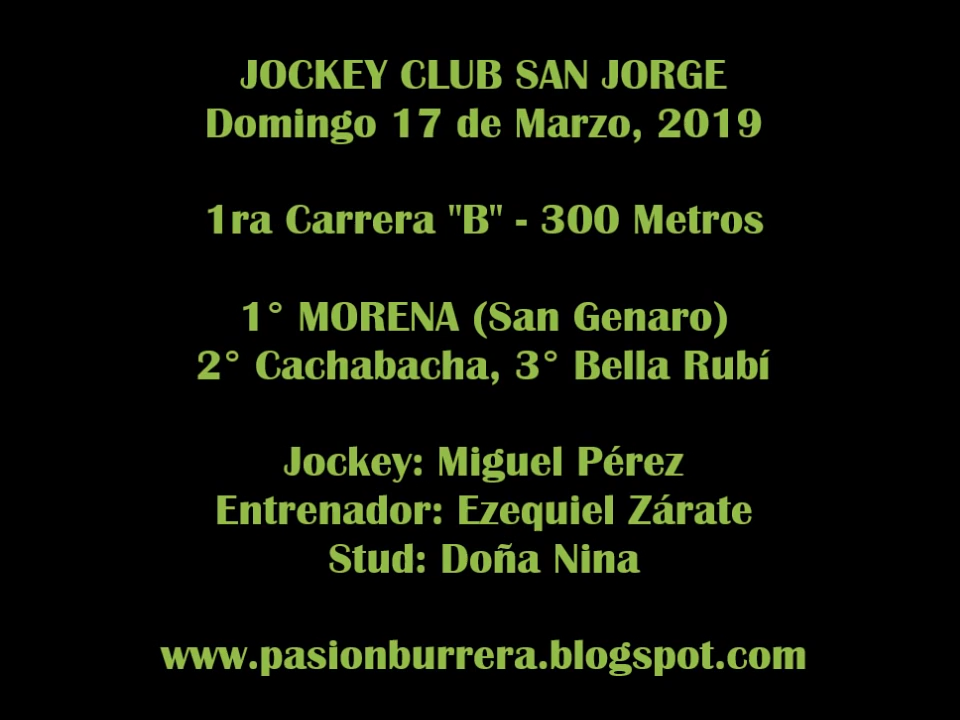 JOCKEY CLUB SAN JORGE
Domingo 17 de Marzo, 2019
1ra Carrera "B" - 300 Metros
1° MORENA (San Genaro)
2° Cachabacha, 3° Bella Rubí
Jockey: Miguel Pérez
Entrenador: Ezequiel Zárate
Stud: Doña Nina
www.pasionburrera.blogspot.com